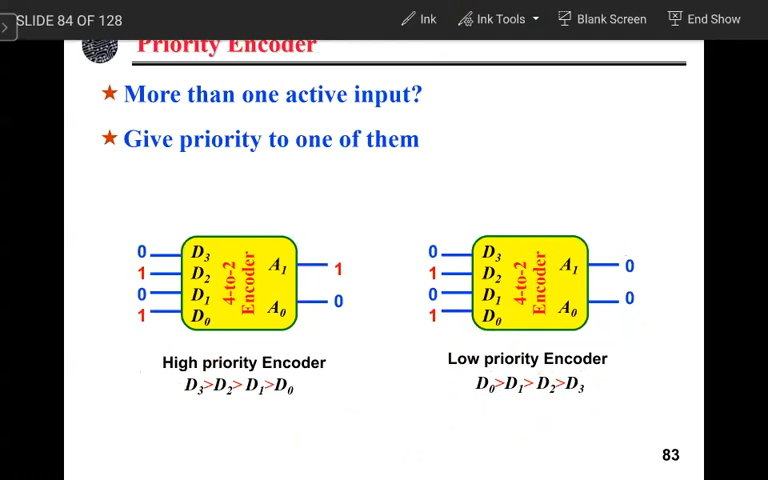 SLIDE 84 OF 128
Ink
Ink Tools
Blank Screen
End Show
Priority Encoder
More than one active input?
Give priority to one of them
0 D3
1 D2
0 D1
1 D0
4-to-2
Encoder
A1 1
A0 0
High priority Encoder
D3>D2>D1>D0
0 D3
1 D2
0 D1
1 D0
4-to-2
Encoder
A1 0
A0 0
Low priority Encoder
D0>D1>D2>D3
83